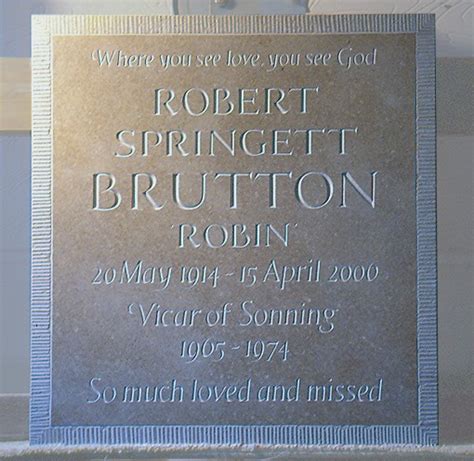 Where you see love, you see God
ROBERT
SPRINGETT
BRUTTON
'ROBIN'
20 May 1914 - 15 April 2000
Vicar of Sonning
1965 - 1974
So much loved and missed